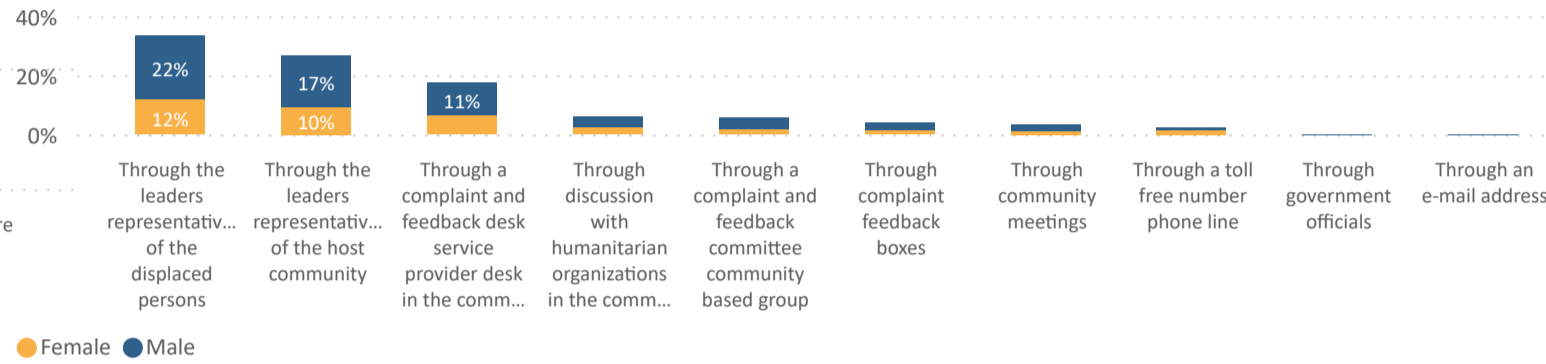 40%
20%
0%
22%
12%
17%
10%
11%
Through the
leaders
representativ...
of the
displaced
persons
Through the
leaders
representativ...
of the host
community
Through a
complaint and
feedback desk
service
provider desk
in the comm...
Through
discussion
with
humanitarian
organizations
in the comm...
Through a
complaint and
feedback
committee
community
based group
Through
complaint
feedback
boxes
Through
community
meetings
Through a toll
free number
phone line
Through
government
officials
Through an
e-mail address
re
Female Male